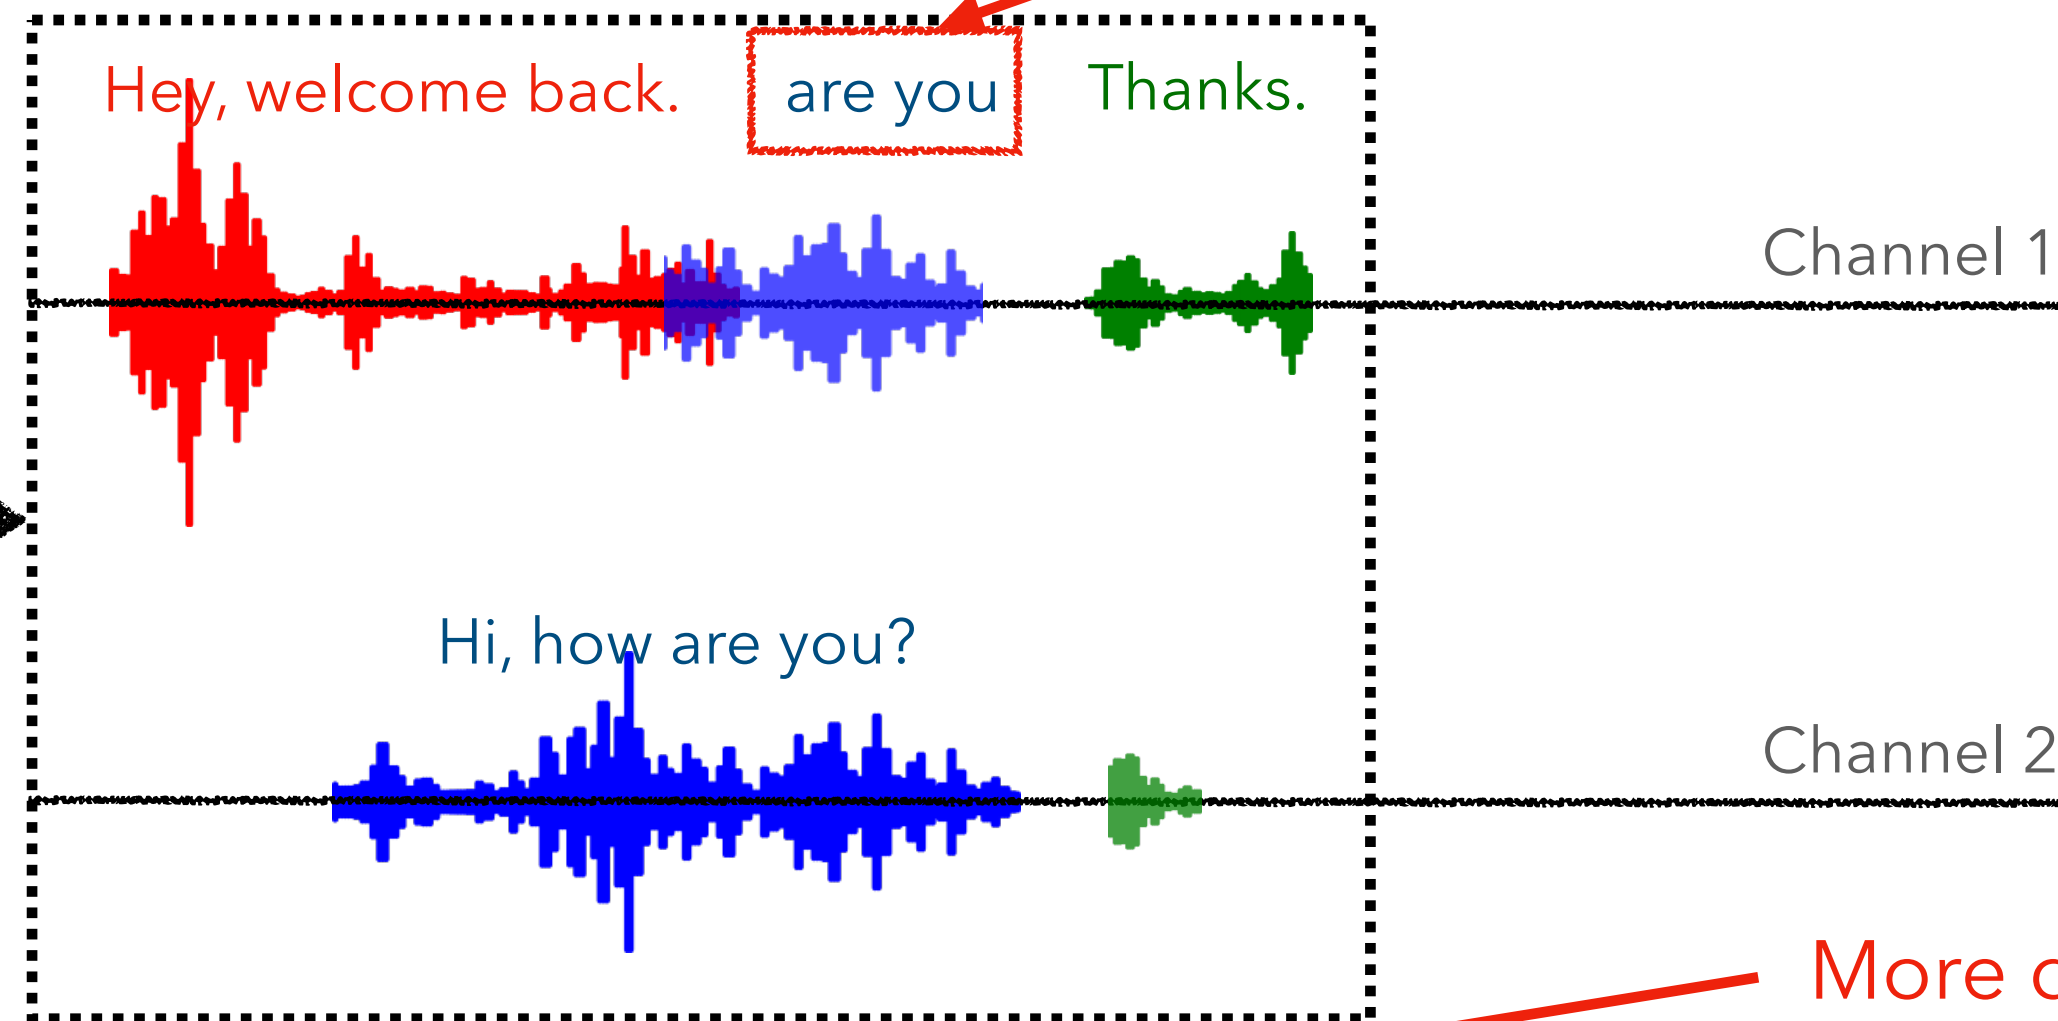 Hey, welcome back. are you Thanks.
Channel 1
Hi, how are you?
Channel 2
More